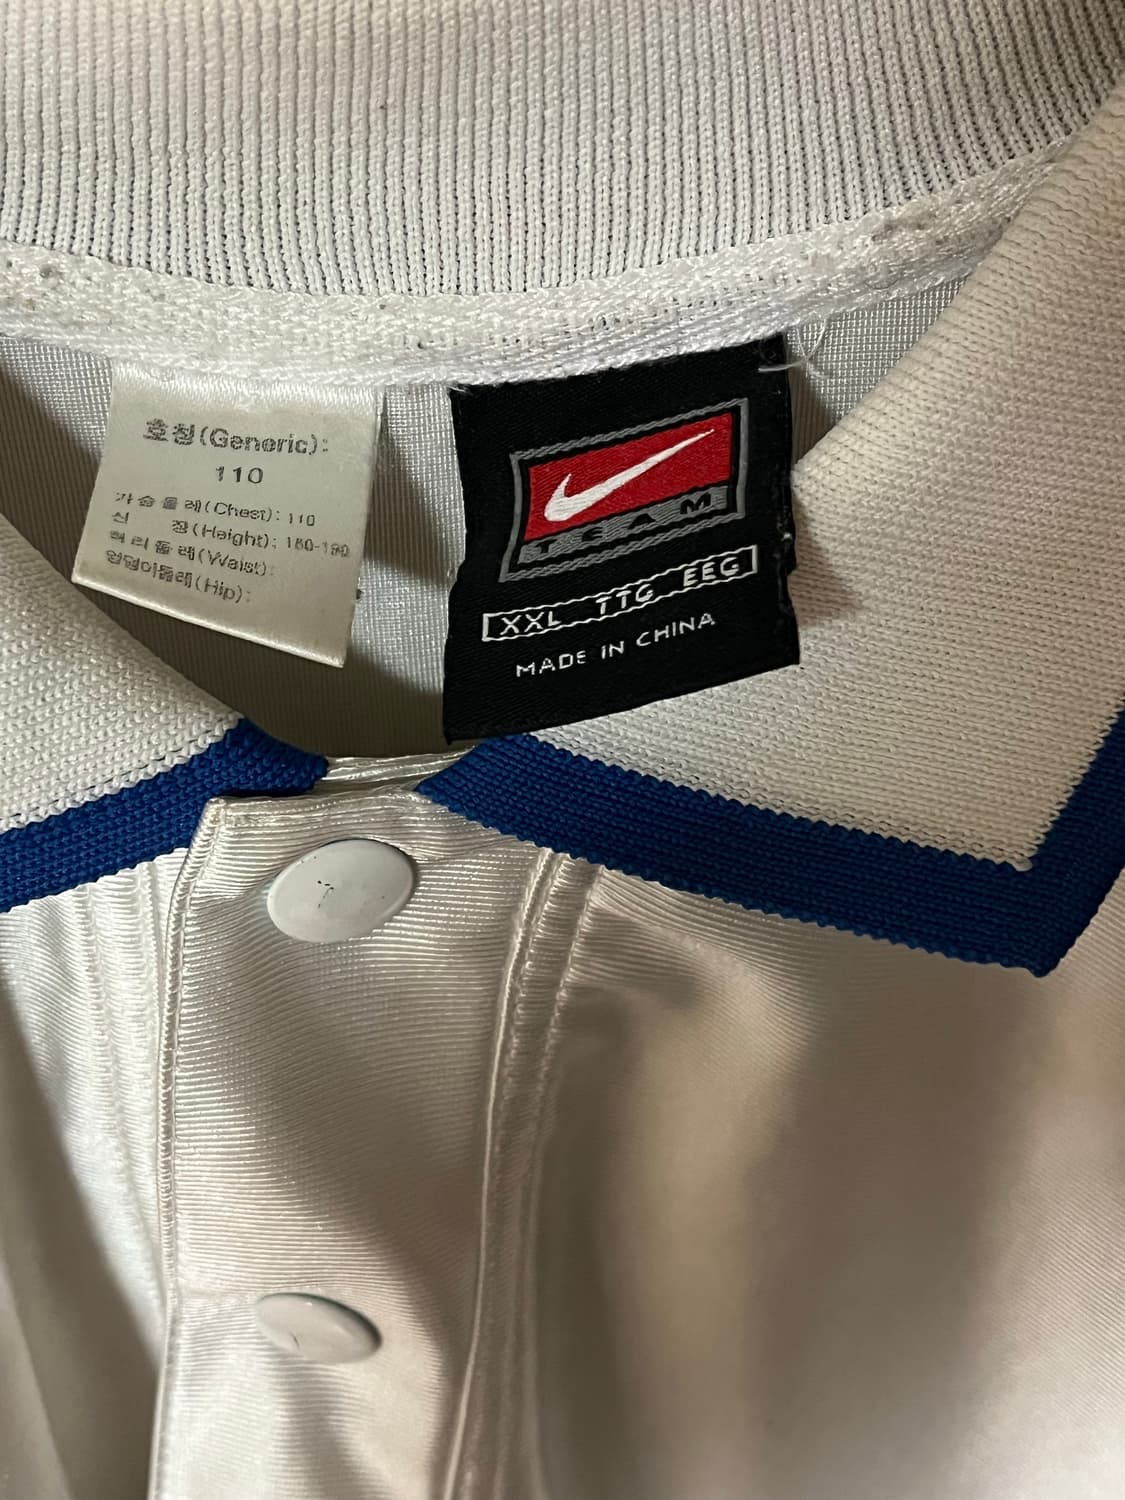 호칭(Generic):
110
가슴둘레(Chest): 110
신 장(Height): 180-190
허리둘레(Waist):
엉덩이둘레(Hip):
TEAM
XXL TTG EEG
MADE IN CHINA